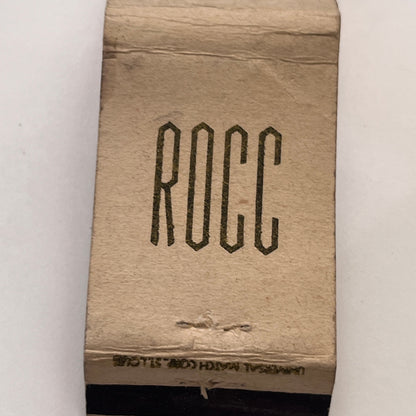 ROCC
UNIVERSAL MATCH CORP., ST. LOUIS